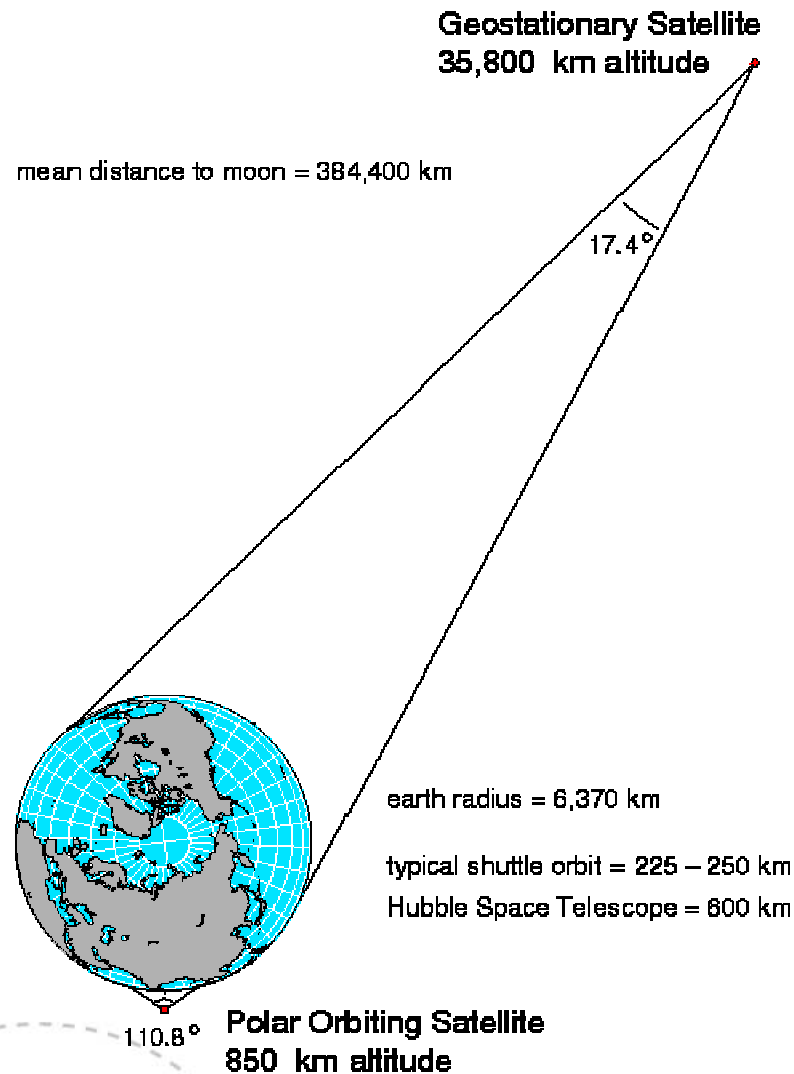 Geostationary Satellite
35,800 km altitude
mean distance to moon = 384,400 km
17.4°
earth radius = 6,370 km
typical shuttle orbit = 225 – 250 km
Hubble Space Telescope = 600 km
110.8°
Polar Orbiting Satellite
850 km altitude